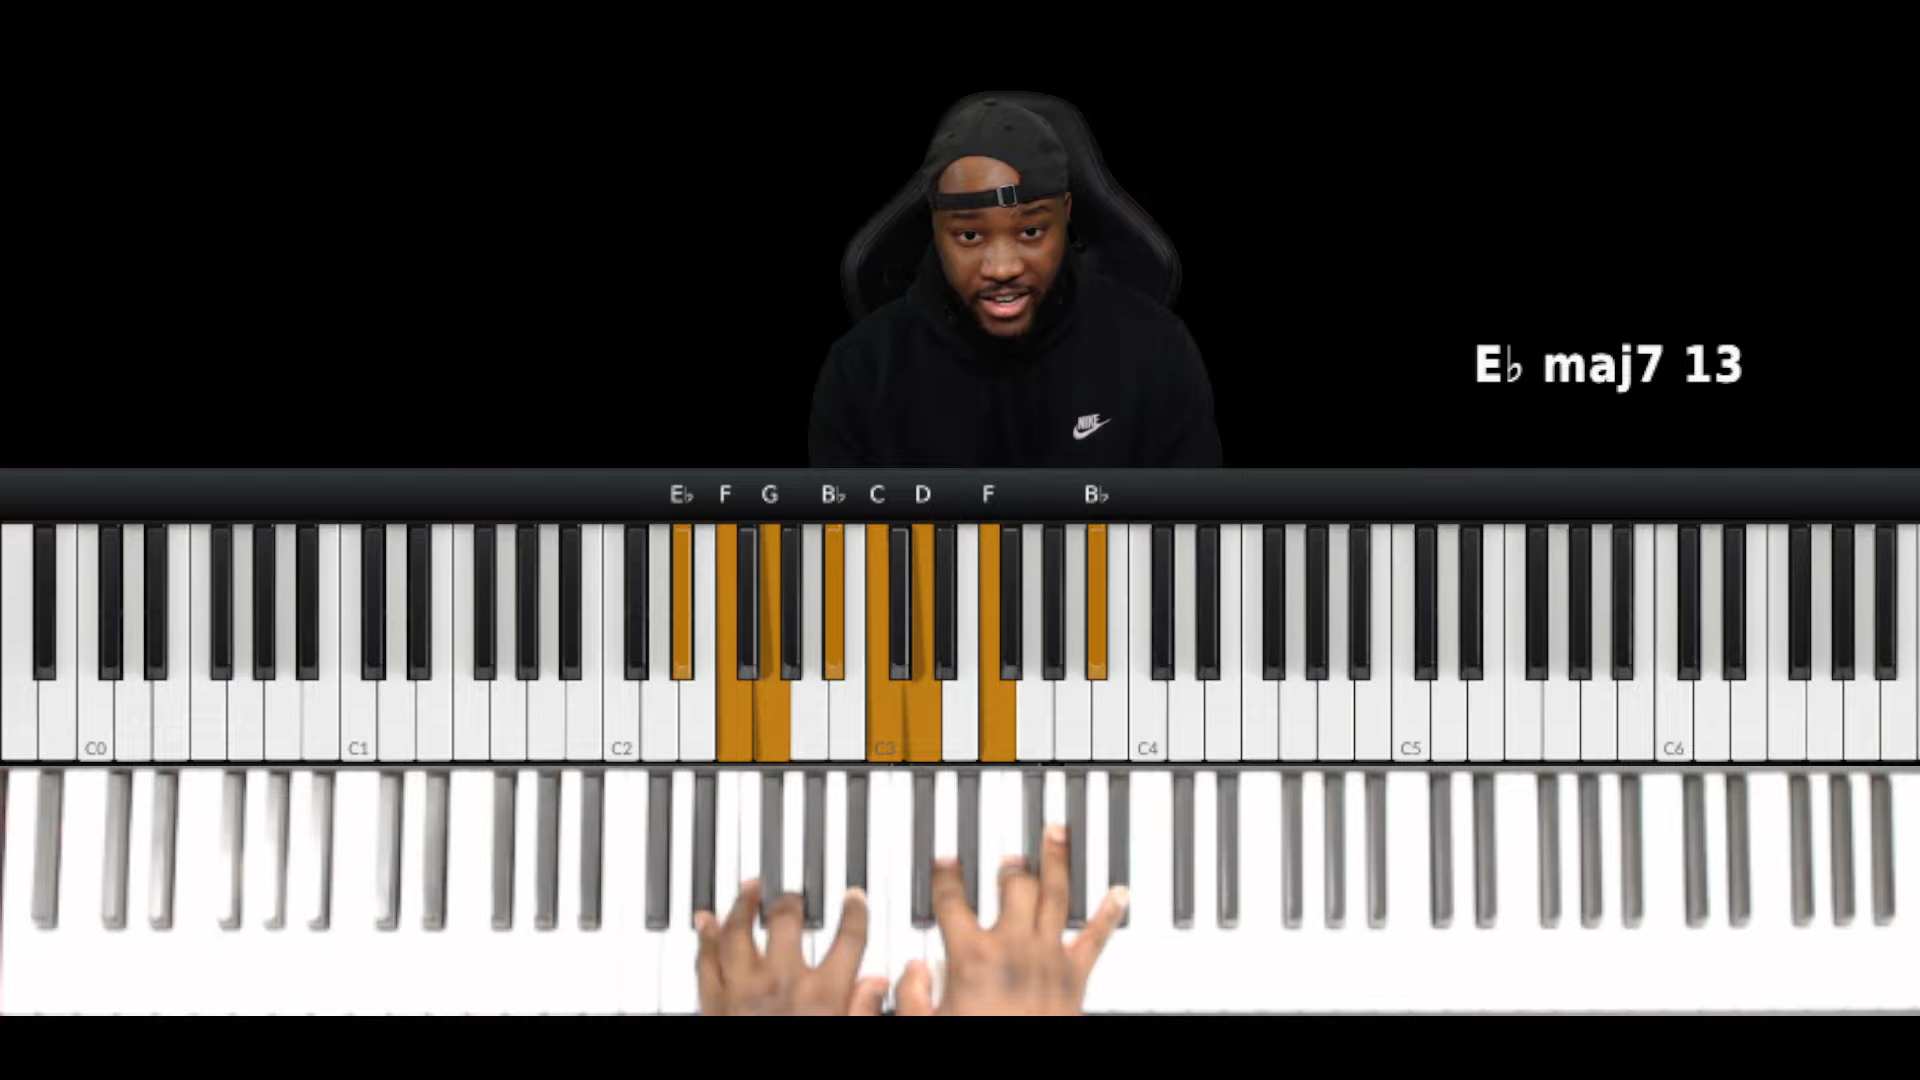 NIKE
E♭ maj7 13
E♭ F G B♭ C D F B♭
C0 C1 C2 C3 C4 C5 C6